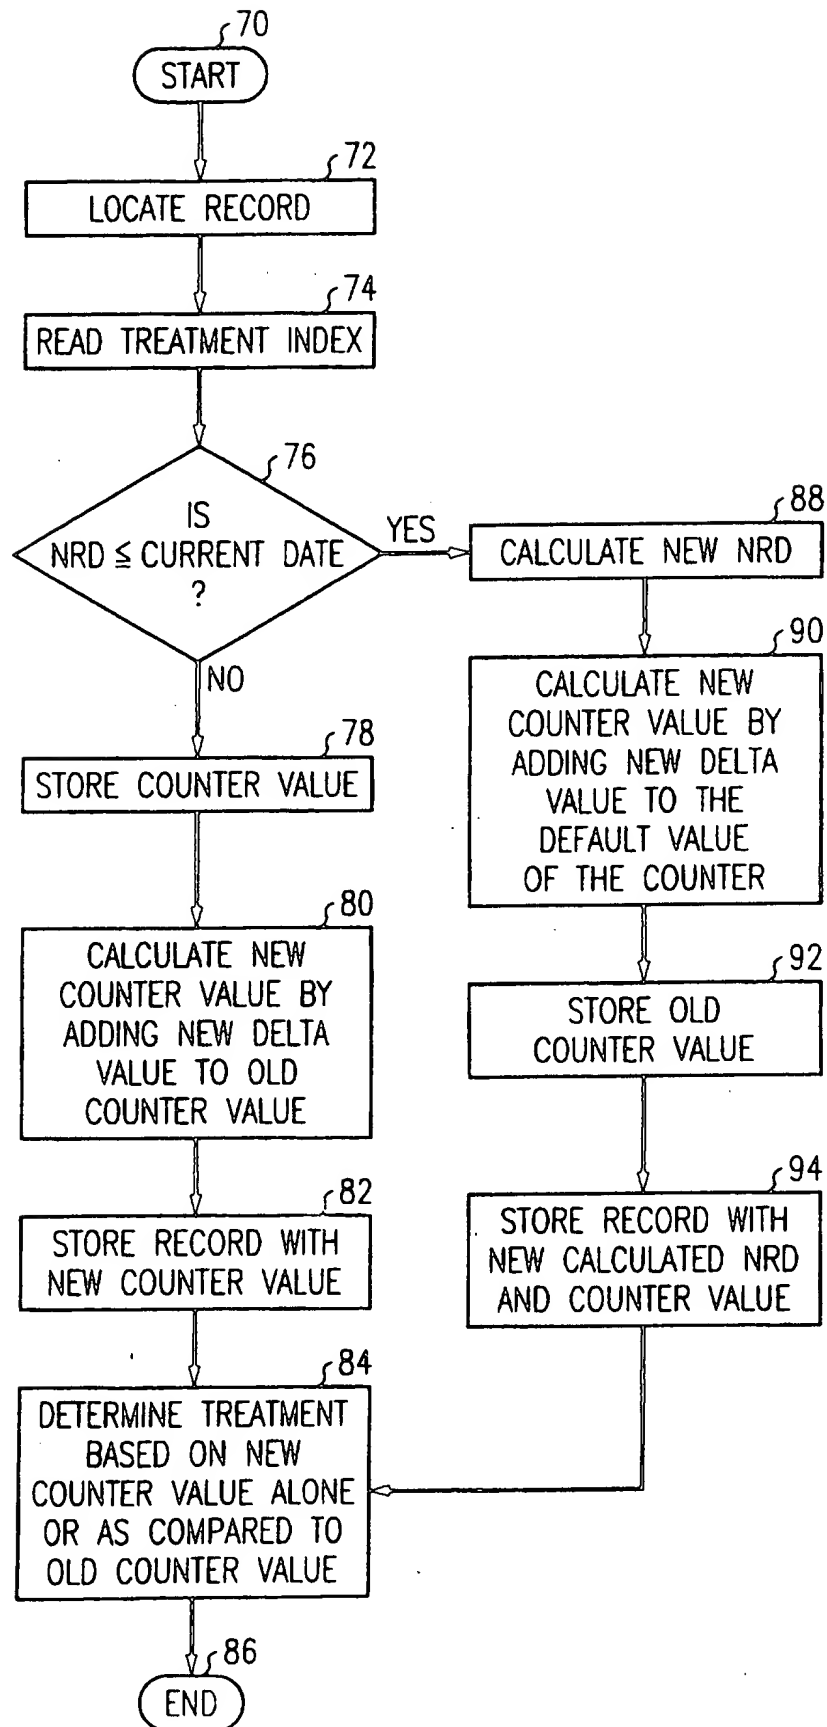 70
START
72
LOCATE RECORD
74
READ TREATMENT INDEX
76
IS
NRD ≦ CURRENT DATE
?
YES
NO
78
STORE COUNTER VALUE
80
CALCULATE NEW
COUNTER VALUE BY
ADDING NEW DELTA
VALUE TO OLD
COUNTER VALUE
82
STORE RECORD WITH
NEW COUNTER VALUE
84
DETERMINE TREATMENT
BASED ON NEW
COUNTER VALUE ALONE
OR AS COMPARED TO
OLD COUNTER VALUE
86
END
88
CALCULATE NEW NRD
90
CALCULATE NEW
COUNTER VALUE BY
ADDING NEW DELTA
VALUE TO THE
DEFAULT VALUE
OF THE COUNTER
92
STORE OLD
COUNTER VALUE
94
STORE RECORD WITH
NEW CALCULATED NRD
AND COUNTER VALUE